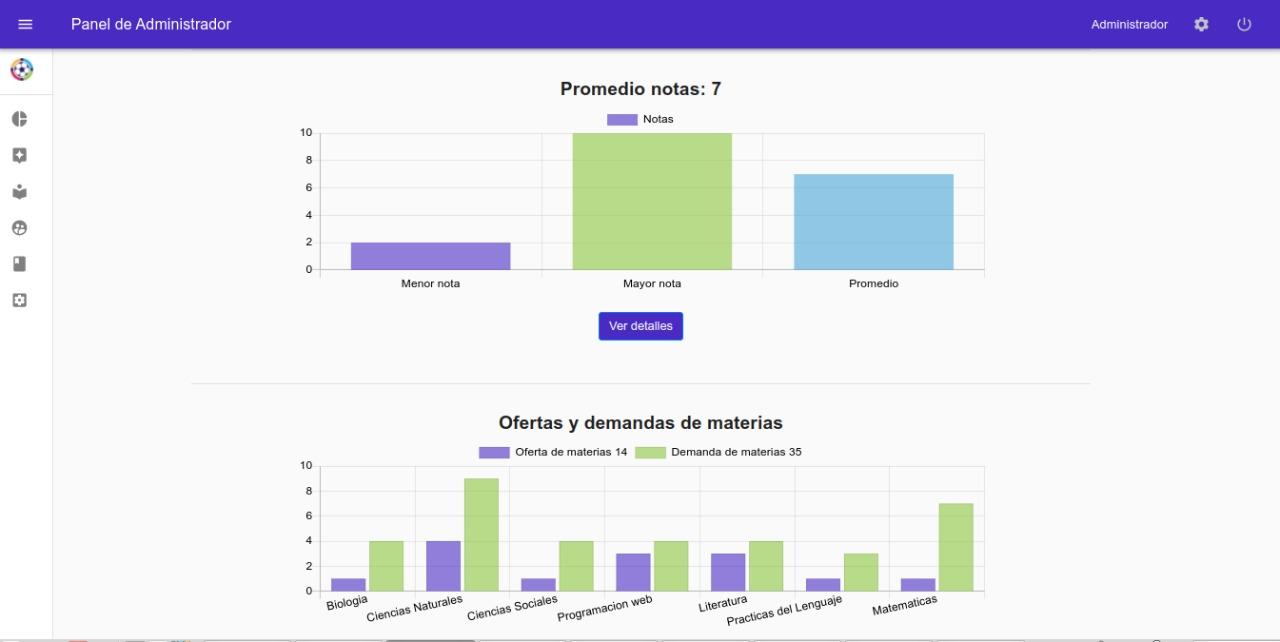 Panel de Administrador Administrador
Promedio notas: 7
Notas
10
8
6
4
2
0
Menor nota Mayor nota Promedio
Ver detalles
Ofertas y demandas de materias
Oferta de materias 14 Demanda de materias 35
10
8
6
4
2
0
Biologia Ciencias Naturales Ciencias Sociales Programacion web Literatura Practicas del Lenguaje Matematicas